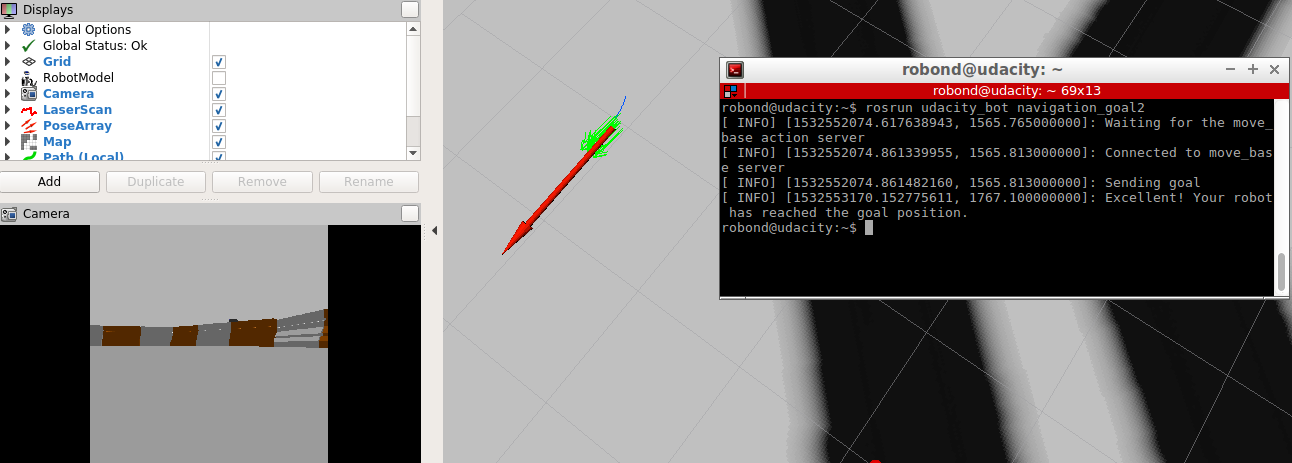 Displays
Global Options
Global Status: Ok
Grid
RobotModel
Camera
LaserScan
PoseArray
Map
Path (Local)
Add
Duplicate
Remove
Rename
Camera
robond@udacity: ~
robond@udacity: ~ 69x13
robond@udacity:~$ rosrun udacity_bot navigation_goal2
[ INFO] [1532552074.617638943, 1565.765000000]: Waiting for the move_
base action server
[ INFO] [1532552074.861339955, 1565.813000000]: Connected to move_bas
e server
[ INFO] [1532552074.861482160, 1565.813000000]: Sending goal
[ INFO] [1532553170.152775611, 1767.100000000]: Excellent! Your robot
 has reached the goal position.
robond@udacity:~$